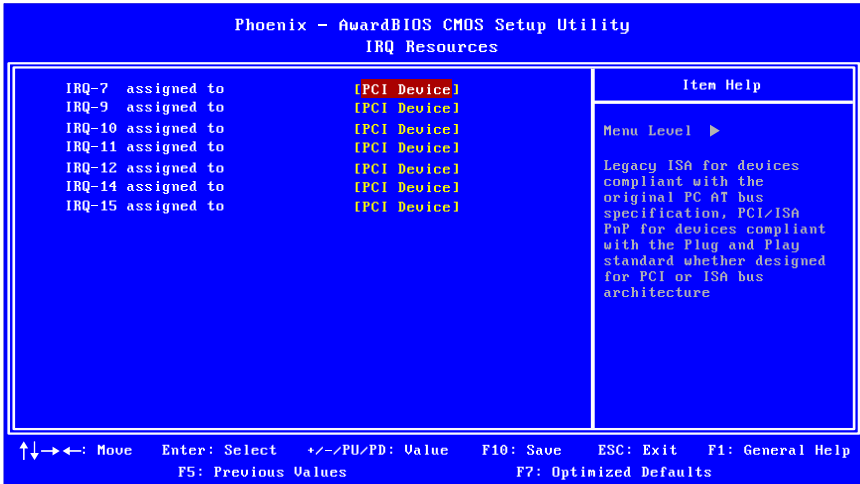 Phoenix - AwardBIOS CMOS Setup Utility
IRQ Resources
IRQ-7 assigned to [PCI Device]
IRQ-9 assigned to [PCI Device]
IRQ-10 assigned to [PCI Device]
IRQ-11 assigned to [PCI Device]
IRQ-12 assigned to [PCI Device]
IRQ-14 assigned to [PCI Device]
IRQ-15 assigned to [PCI Device]
Item Help
Menu Level ▶
Legacy ISA for devices
compliant with the
original PC AT bus
specification, PCI/ISA
PnP for devices compliant
with the Plug and Play
standard whether designed
for PCI or ISA bus
architecture
↑↓→←: Move Enter: Select +/-/PU/PD: Value F10: Save ESC: Exit F1: General Help
F5: Previous Values F7: Optimized Defaults